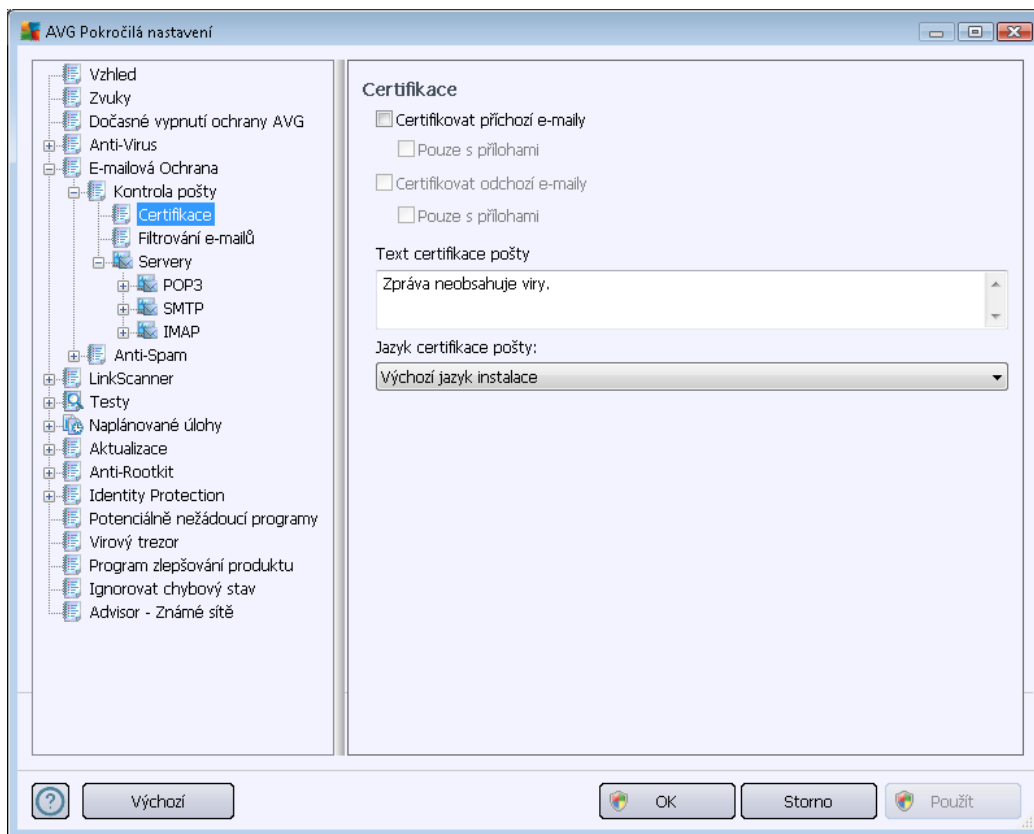 AVG Pokročilá nastavení
Vzhled
Zvuky
Dočasné vypnutí ochrany AVG
Anti-Virus
E-mailová Ochrana
Kontrola pošty
Certifikace
Filtrování e-mailů
Servery
POP3
SMTP
IMAP
Anti-Spam
LinkScanner
Testy
Naplánované úlohy
Aktualizace
Anti-Rootkit
Identity Protection
Potenciálně nežádoucí programy
Virový trezor
Program zlepšování produktu
Ignorovat chybový stav
Advisor - Známé sítě
Certifikace
Certifikovat příchozí e-maily
Pouze s přílohami
Certifikovat odchozí e-maily
Pouze s přílohami
Text certifikace pošty
Zpráva neobsahuje viry.
Jazyk certifikace pošty:
Výchozí jazyk instalace
? Výchozí OK Storno Použít